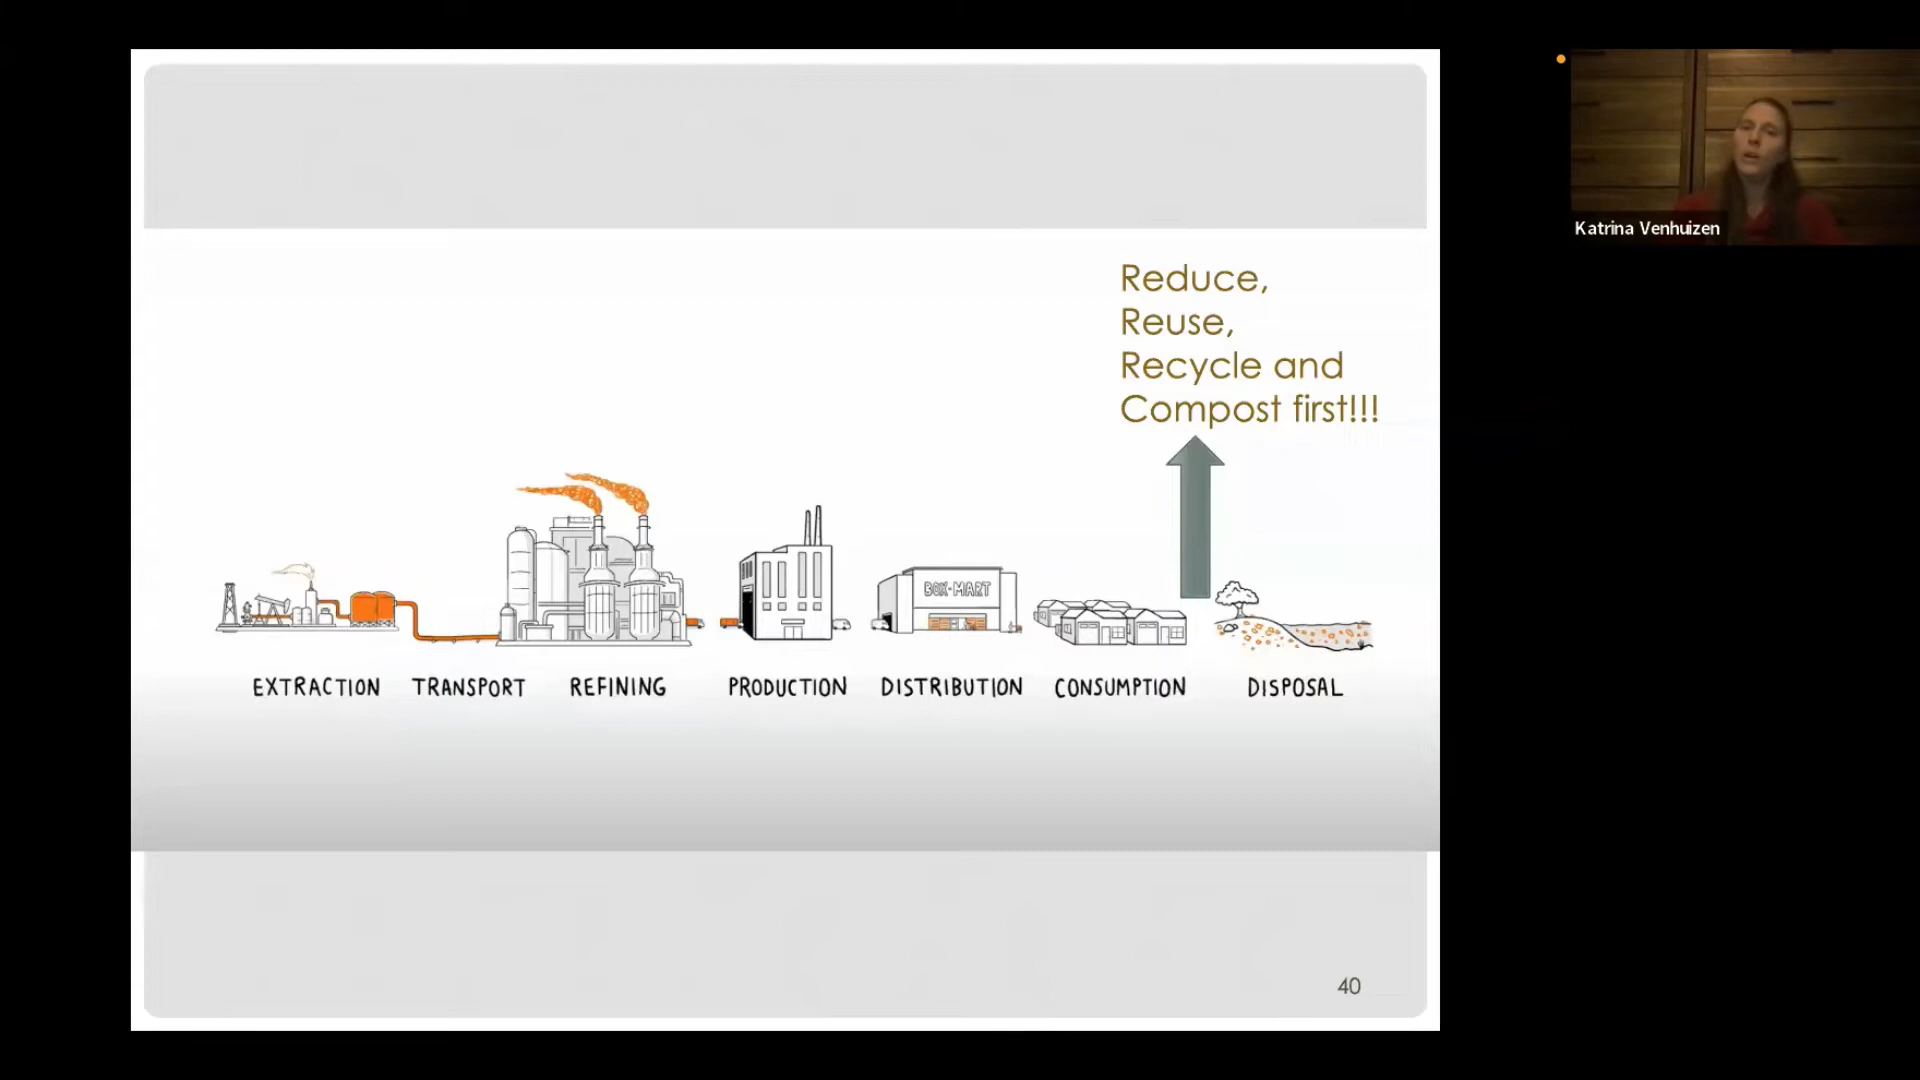 Reduce,
Reuse,
Recycle and
Compost first!!!
BOX-MART
EXTRACTION TRANSPORT REFINING PRODUCTION DISTRIBUTION CONSUMPTION DISPOSAL
40
Katrina Venhuizen